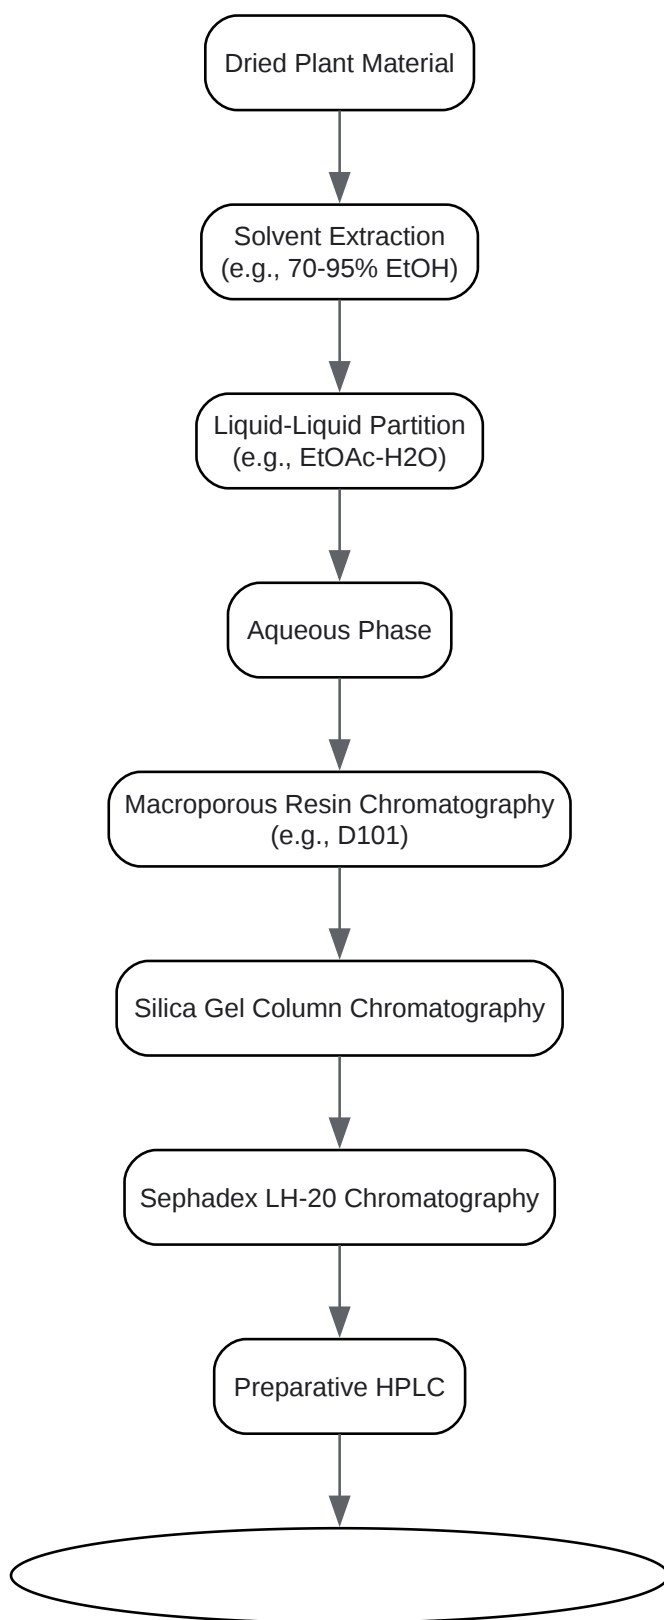 Dried Plant Material
Solvent Extraction
(e.g., 70-95% EtOH)
Liquid-Liquid Partition
(e.g., EtOAc-H2O)
Aqueous Phase
Macroporous Resin Chromatography
(e.g., D101)
Silica Gel Column Chromatography
Sephadex LH-20 Chromatography
Preparative HPLC